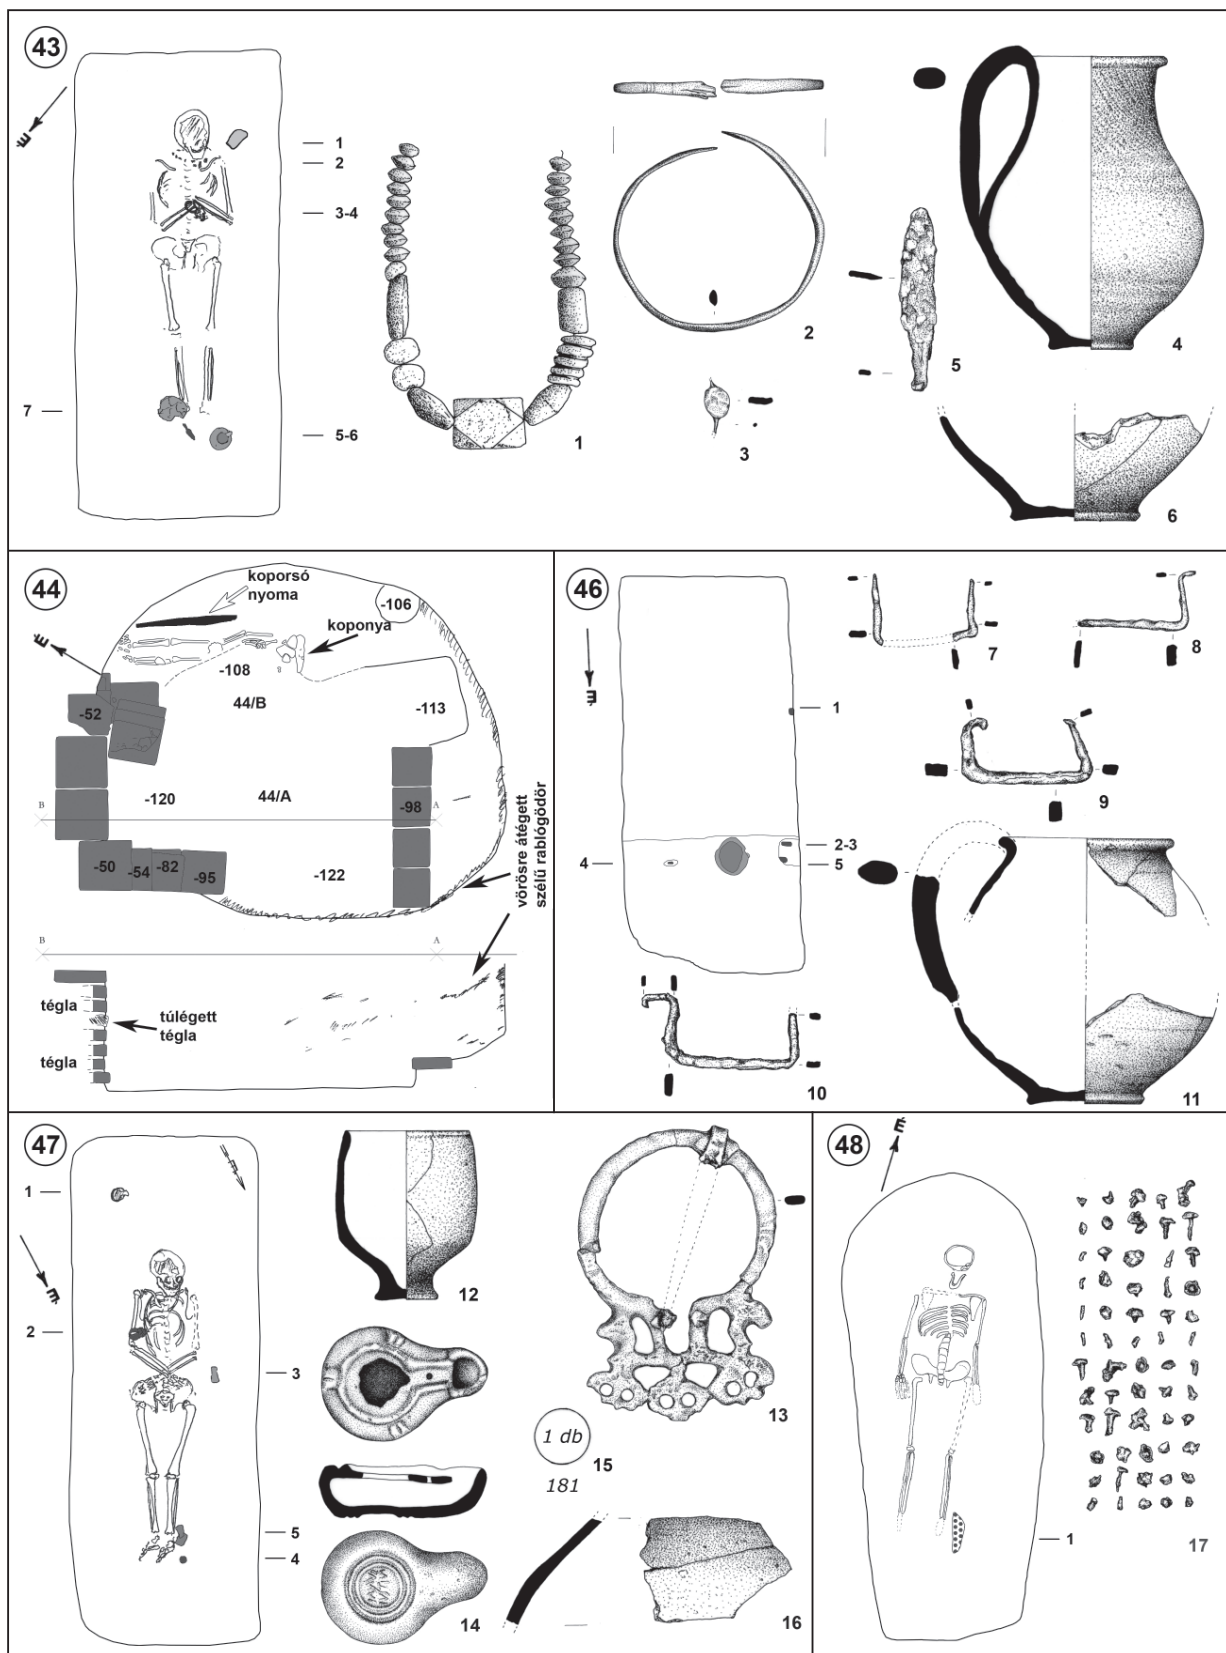 43
É
1
2
3-4
7
5-6
1
2
3
4
5
6
44
koporsó
nyoma
-106
koponya
É
-108
44/B
-52
-113
-120
44/A
-98
B
A
-50
-54
-82
-95
-122
vörösre átégett
szélű rablógödör
B
A
tégla
túlégett
tégla
tégla
46
É
1
2-3
4
5
7
8
9
10
11
47
1
É
2
3
5
4
12
13
14
1 db
15
181
16
48
É
1
17